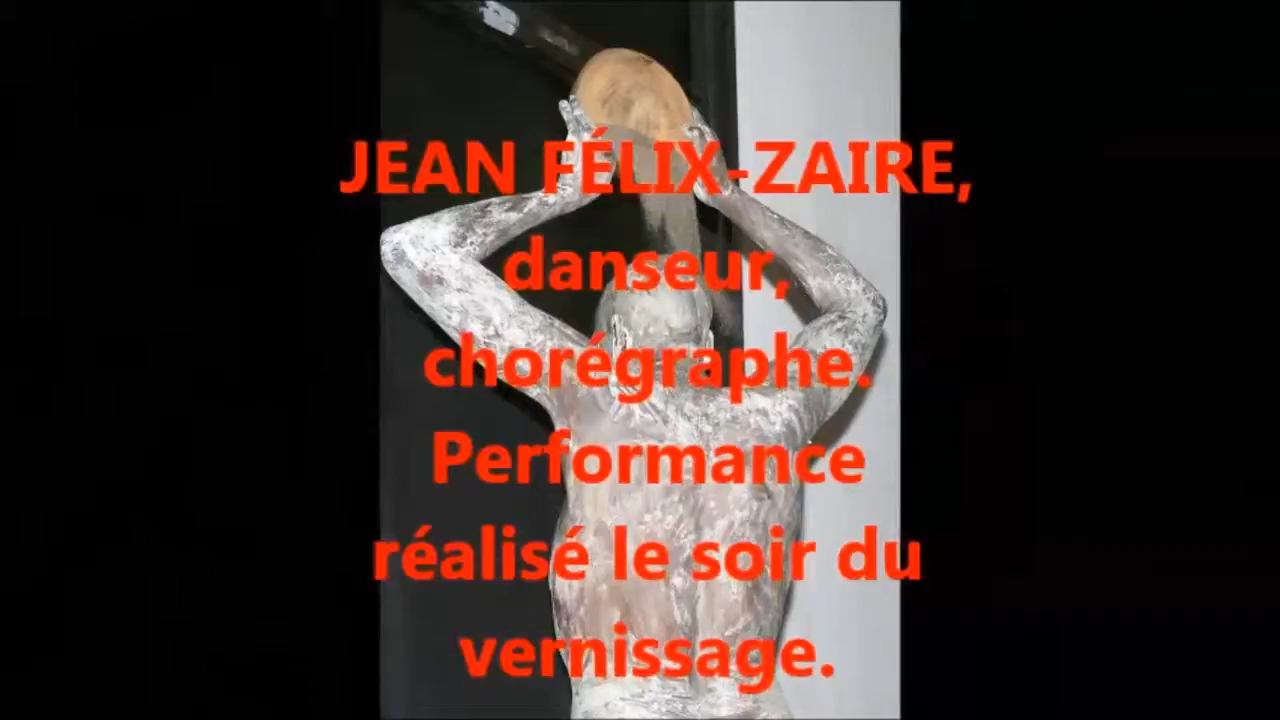 JEAN FÉLIX-ZAIRE,
danseur,
chorégraphe.
Performance
réalisé le soir du
vernissage.